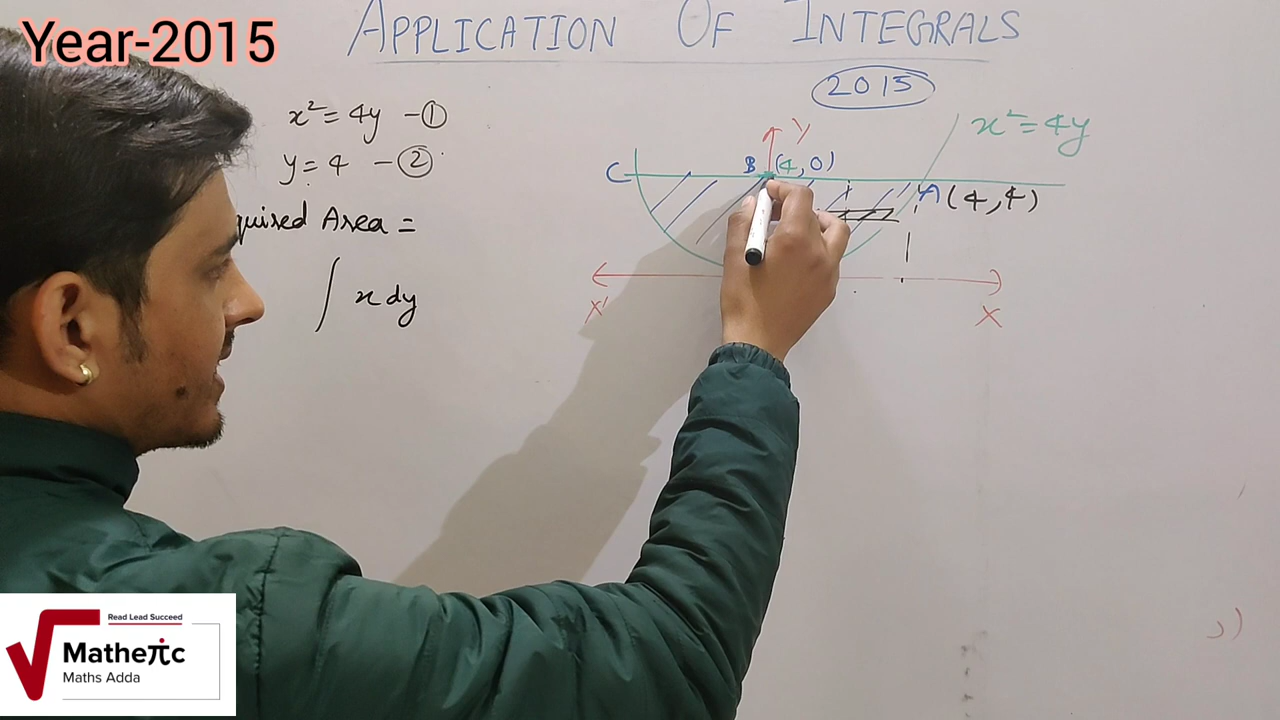 Year-2015
APPLICATION OF INTEGRALS
2015
x² = 4y - ①
y = 4 - ②
quired Area =
∫ x dy
x² = 4y
Y
B (4,0)
C
A (4,4)
X'
X
Read Lead Succeed
Matheπc
Maths Adda